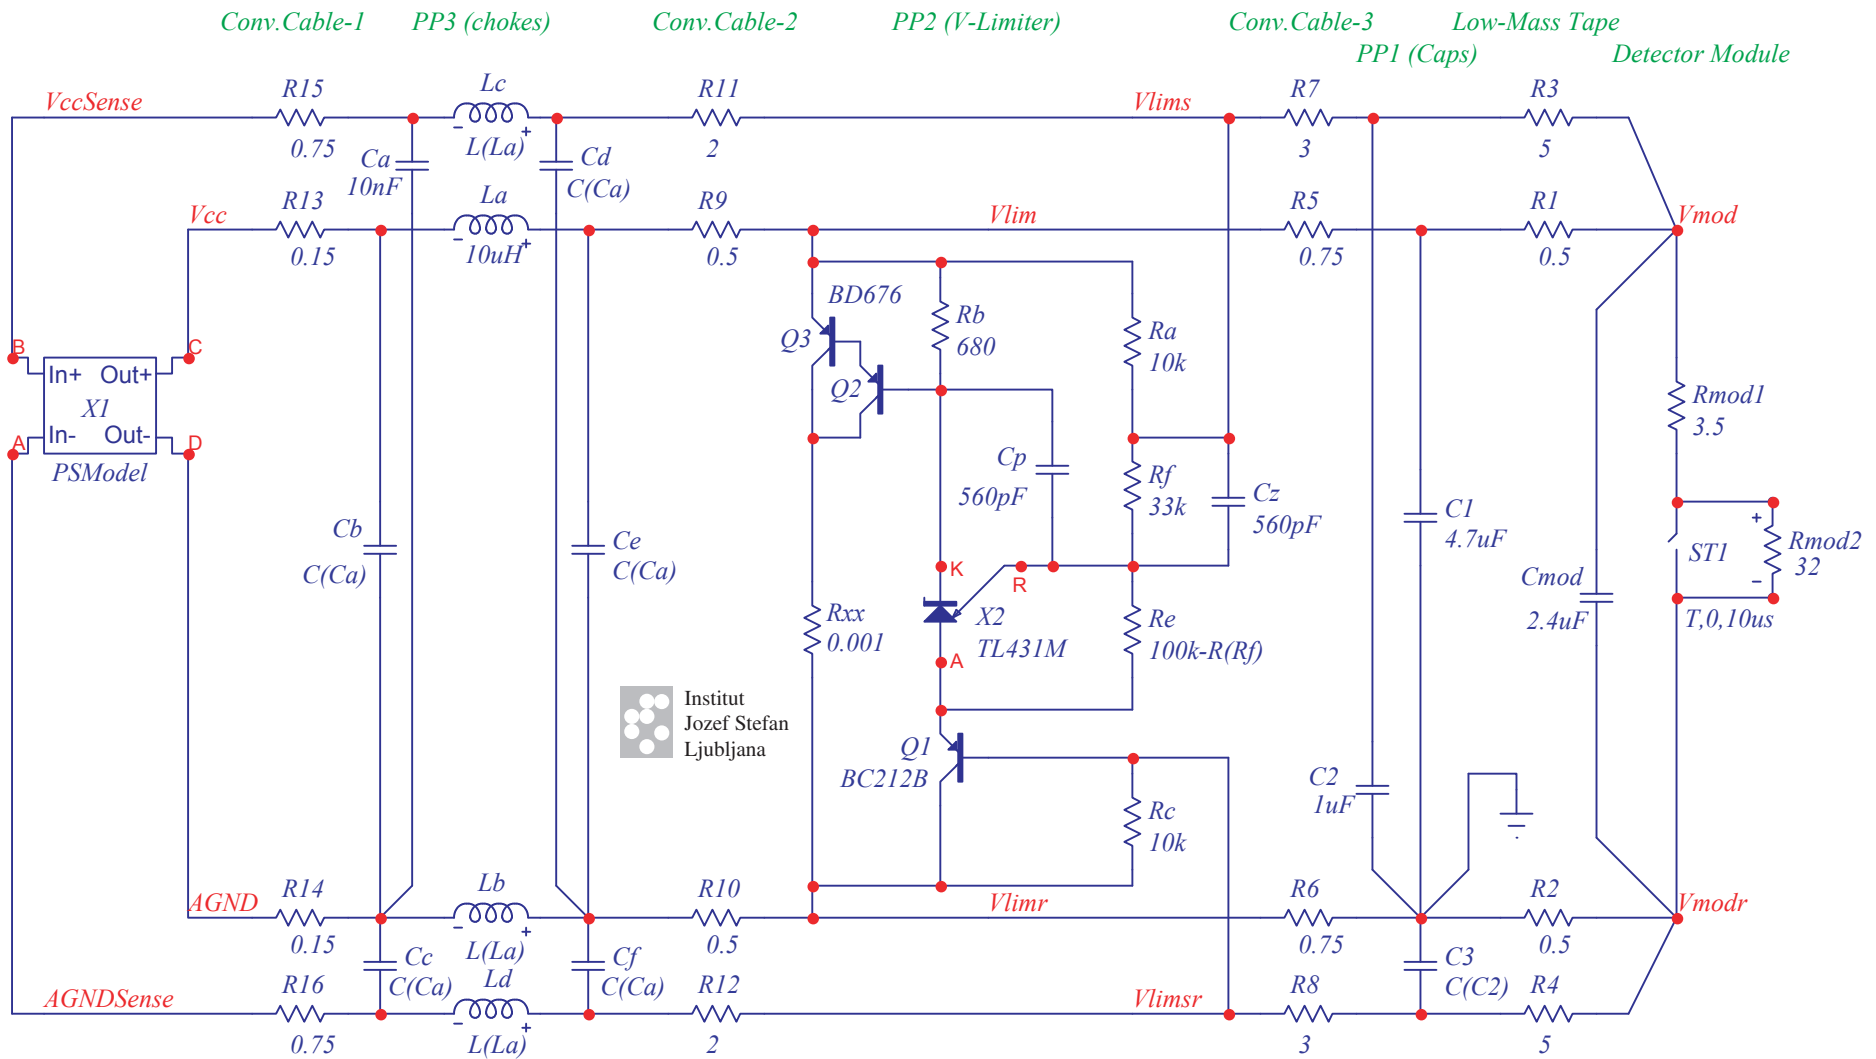 Conv.Cable-1 PP3 (chokes) Conv.Cable-2 PP2 (V-Limiter) Conv.Cable-3 Low-Mass Tape
PP1 (Caps) Detector Module
VccSense R15 Lc R11 Vlims R7 R3
0.75 L(La) 2 3 5
Ca
10nF
Cd
C(Ca)
Vcc R13 La R9 Vlim R5 R1 Vmod
0.15 10uH 0.5 0.75 0.5
BD676
Q3
Rb
680
Ra
10k
Q2
B C
In+ Out+
X1
A In- Out- D
PSModel
Rmod1
3.5
Cp
560pF
Rf
33k
Cz
560pF
Cb
C(Ca)
Ce
C(Ca)
C1
4.7uF
ST1
+
Rmod2
32
−
T,0,10us
Cmod
2.4uF
K
R
X2
TL431M
A
Rxx
0.001
Re
100k-R(Rf)
Institut
Jozef Stefan
Ljubljana
Q1
BC212B
Rc
10k
C2
1uF
AGND R14 Lb R10 Vlimr R6 R2 Vmodr
0.15 L(La) 0.5 0.75 0.5
Cc
C(Ca)
Cf
C(Ca)
C3
C(C2)
AGNDSense R16 Ld R12 Vlimsr R8 R4
0.75 L(La) 2 3 5